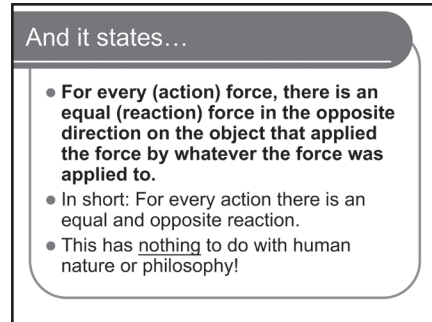 And it states…
For every (action) force, there is an
equal (reaction) force in the opposite
direction on the object that applied
the force by whatever the force was
applied to.
In short: For every action there is an
equal and opposite reaction.
This has nothing to do with human
nature or philosophy!